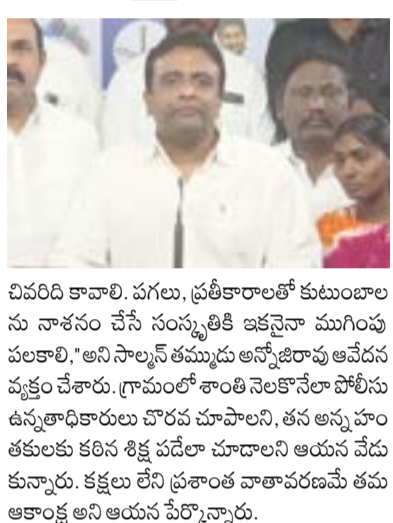 చివరిది కావాలి. పగలు, ప్రతీకారాలతో కుటుంబాల
ను నాశనం చేసే సంస్కృతికి ఇకనైనా ముగింపు
పలకాలి,"అని సాల్మన్ తమ్ముడు అన్నోజిరావు ఆవేదన
వ్యక్తం చేశారు. గ్రామంలో శాంతి నెలకొనేలా పోలీసు
ఉన్నతాధికారులు చొరవ చూపాలని, తన అన్న హం
తకులకు కఠిన శిక్ష పడేలా చూడాలని ఆయన వేడు
కున్నారు. కక్షలు లేని ప్రశాంత వాతావరణమే తమ
ఆకాంక్ష అని ఆయన పేర్కొన్నారు.